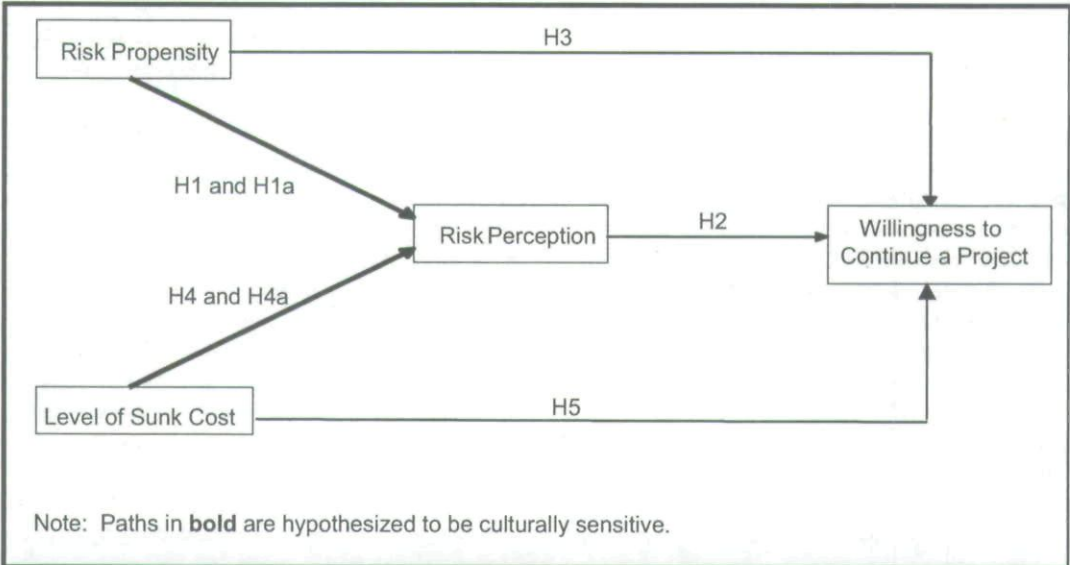 Risk Propensity
H3
H1 and H1a
Risk Perception
H2
Willingness to
Continue a Project
H4 and H4a
Level of Sunk Cost
H5
Note: Paths in bold are hypothesized to be culturally sensitive.